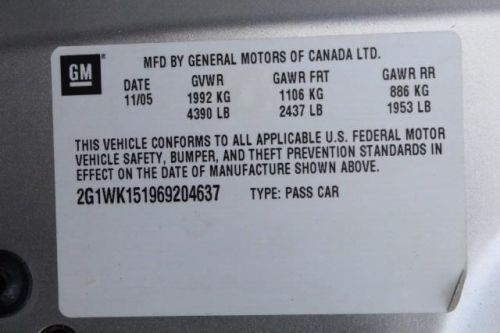 GM
MFD BY GENERAL MOTORS OF CANADA LTD.
DATE GVWR GAWR FRT GAWR RR
11/05 1992 KG 1106 KG 886 KG
4390 LB 2437 LB 1953 LB
THIS VEHICLE CONFORMS TO ALL APPLICABLE U.S. FEDERAL MOTOR
VEHICLE SAFETY, BUMPER, AND THEFT PREVENTION STANDARDS IN
EFFECT ON THE DATE OF MANUFACTURE SHOWN ABOVE.
2G1WK151969204637 TYPE: PASS CAR